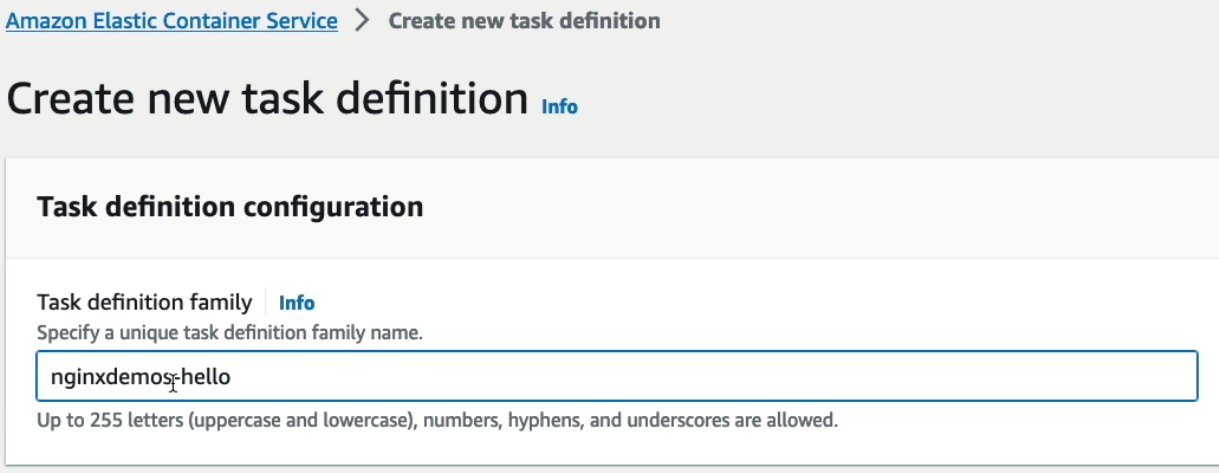 Amazon Elastic Container Service > Create new task definition
Create new task definition Info
Task definition configuration
Task definition family Info
Specify a unique task definition family name.
nginxdemos-hello
Up to 255 letters (uppercase and lowercase), numbers, hyphens, and underscores are allowed.